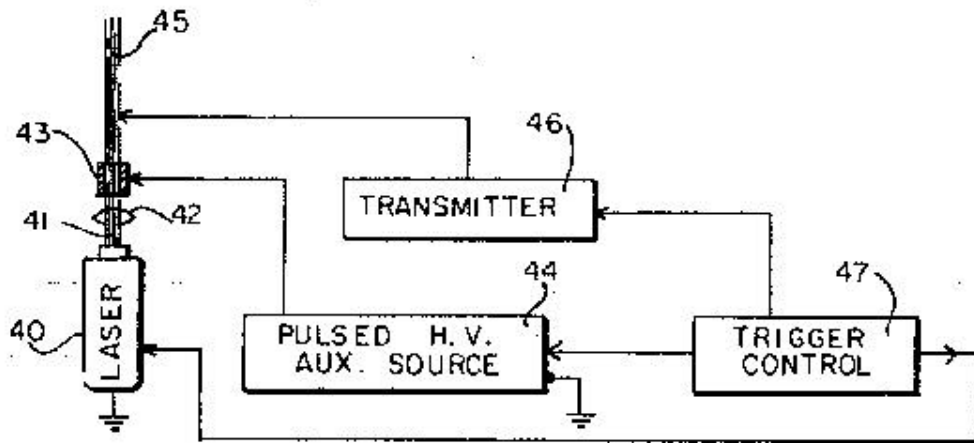 45
43
46
TRANSMITTER
42
41
44
47
LASER
40
PULSED H.V.
AUX. SOURCE
TRIGGER
CONTROL